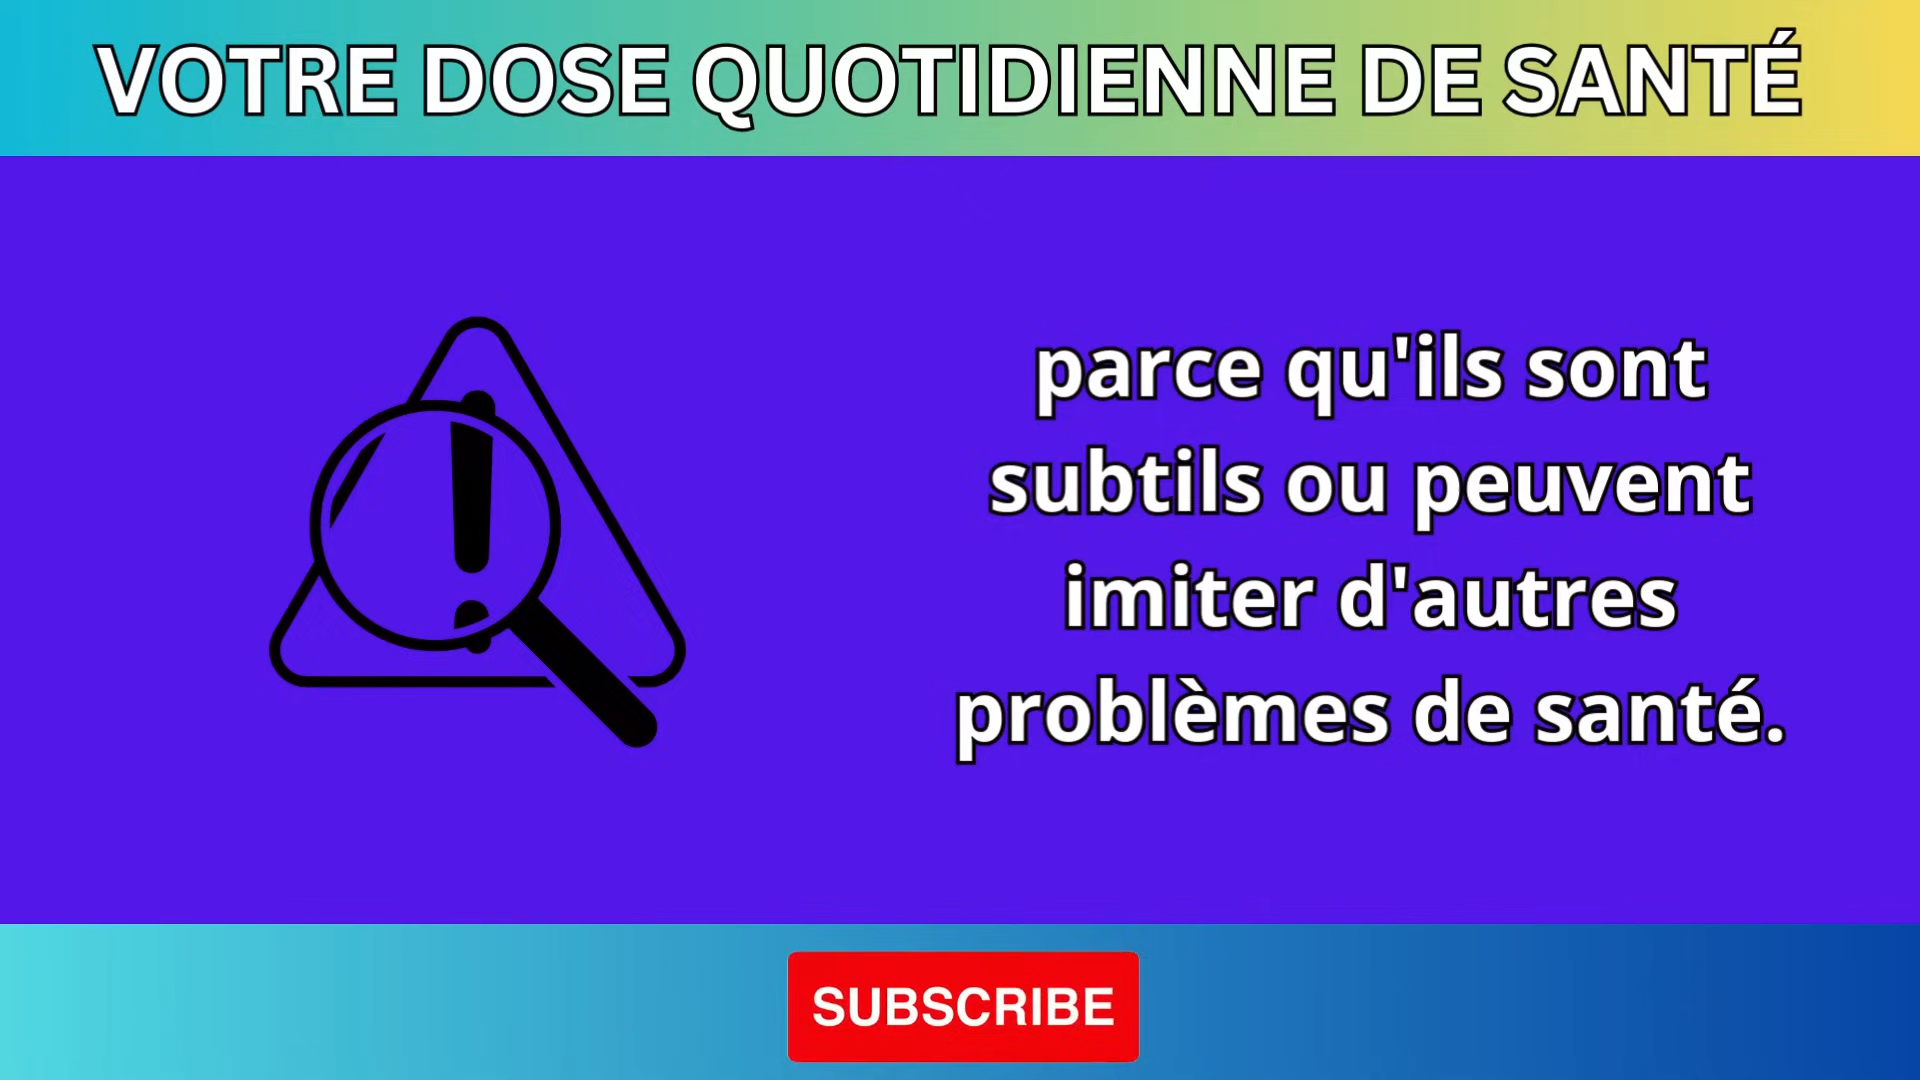 VOTRE DOSE QUOTIDIENNE DE SANTÉ
parce qu'ils sont
subtils ou peuvent
imiter d'autres
problèmes de santé.
SUBSCRIBE